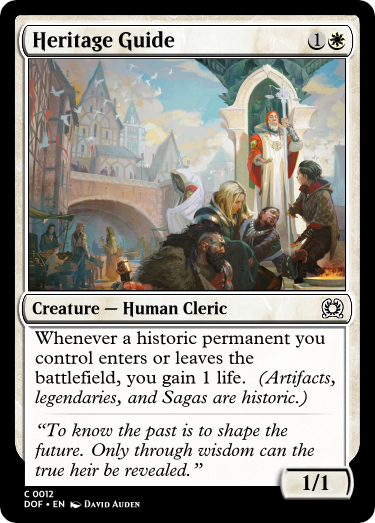 Heritage Guide 1
Creature — Human Cleric
Whenever a historic permanent you
control enters or leaves the
battlefield, you gain 1 life. (Artifacts,
legendaries, and Sagas are historic.)
“To know the past is to shape the
future. Only through wisdom can the
true heir be revealed.”
1/1
C 0012
DOF • EN David Auden